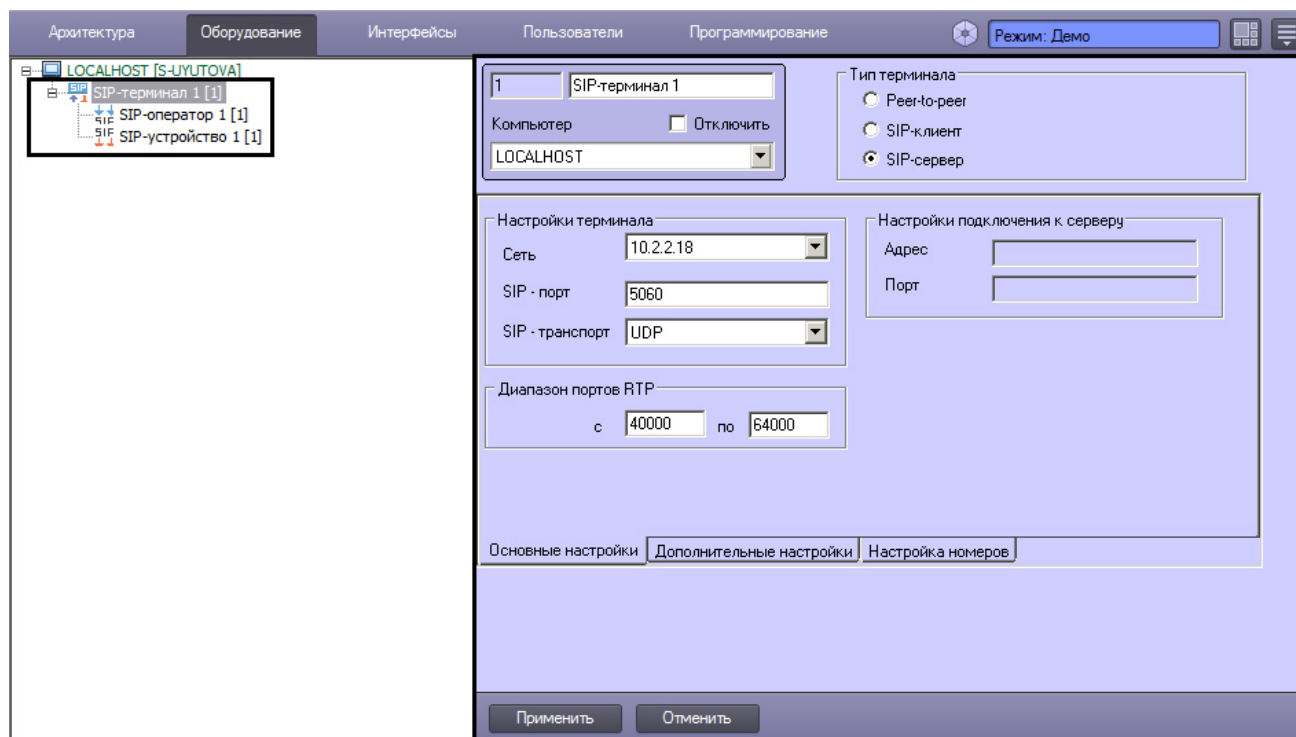 Архитектура Оборудование Интерфейсы Пользователи Программирование Режим: Демо
LOCALHOST [S-UYUTOVA]
SIP-терминал 1 [1]
SIP-оператор 1 [1]
SIP-устройство 1 [1]
1 SIP-терминал 1
Компьютер Отключить
LOCALHOST
Тип терминала
Peer-to-peer
SIP-клиент
SIP-сервер
Настройки терминала
Сеть 10.2.2.18
SIP - порт 5060
SIP - транспорт UDP
Настройки подключения к серверу
Адрес
Порт
Диапазон портов RTP
с 40000 по 64000
Основные настройки Дополнительные настройки Настройка номеров
Применить Отменить